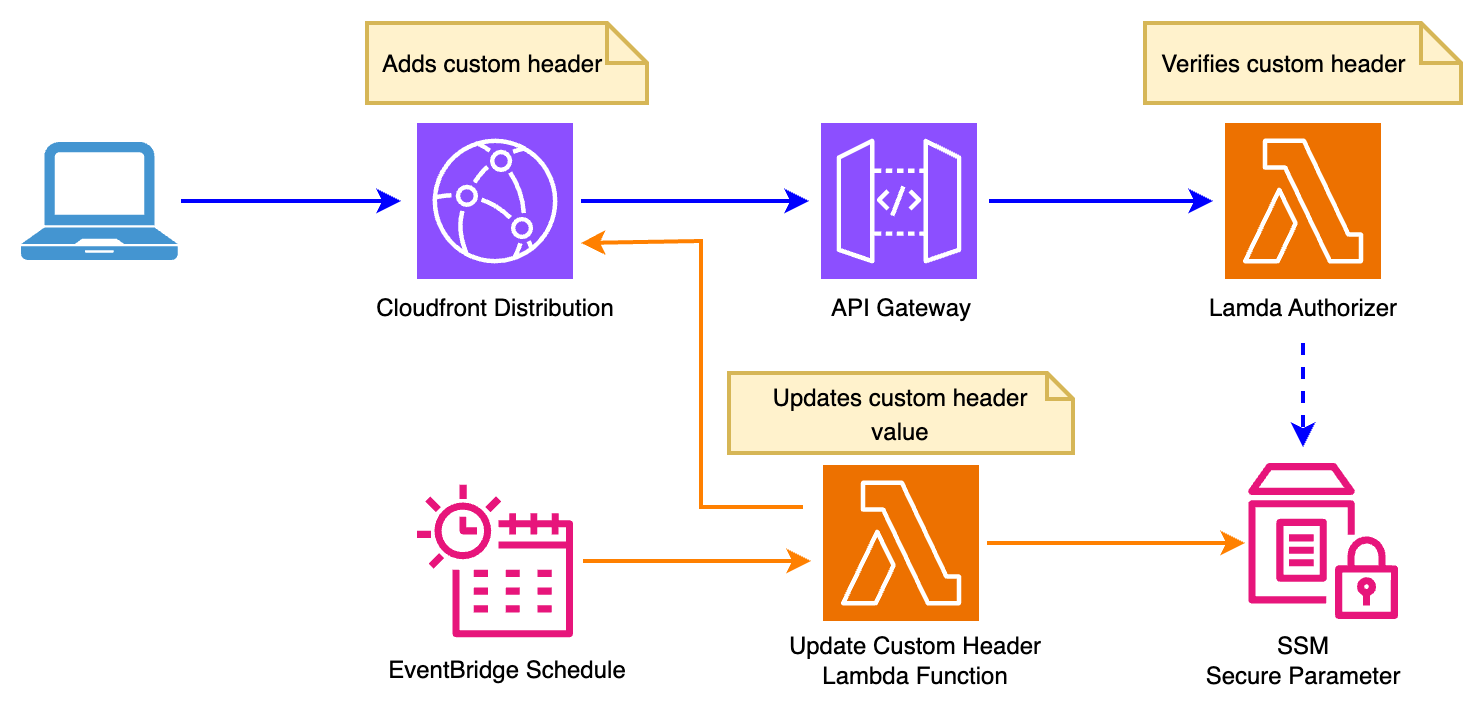 Adds custom header
Verifies custom header
</>
Cloudfront Distribution
API Gateway
Lamda Authorizer
Updates custom header
value
EventBridge Schedule
Update Custom Header
Lambda Function
SSM
Secure Parameter